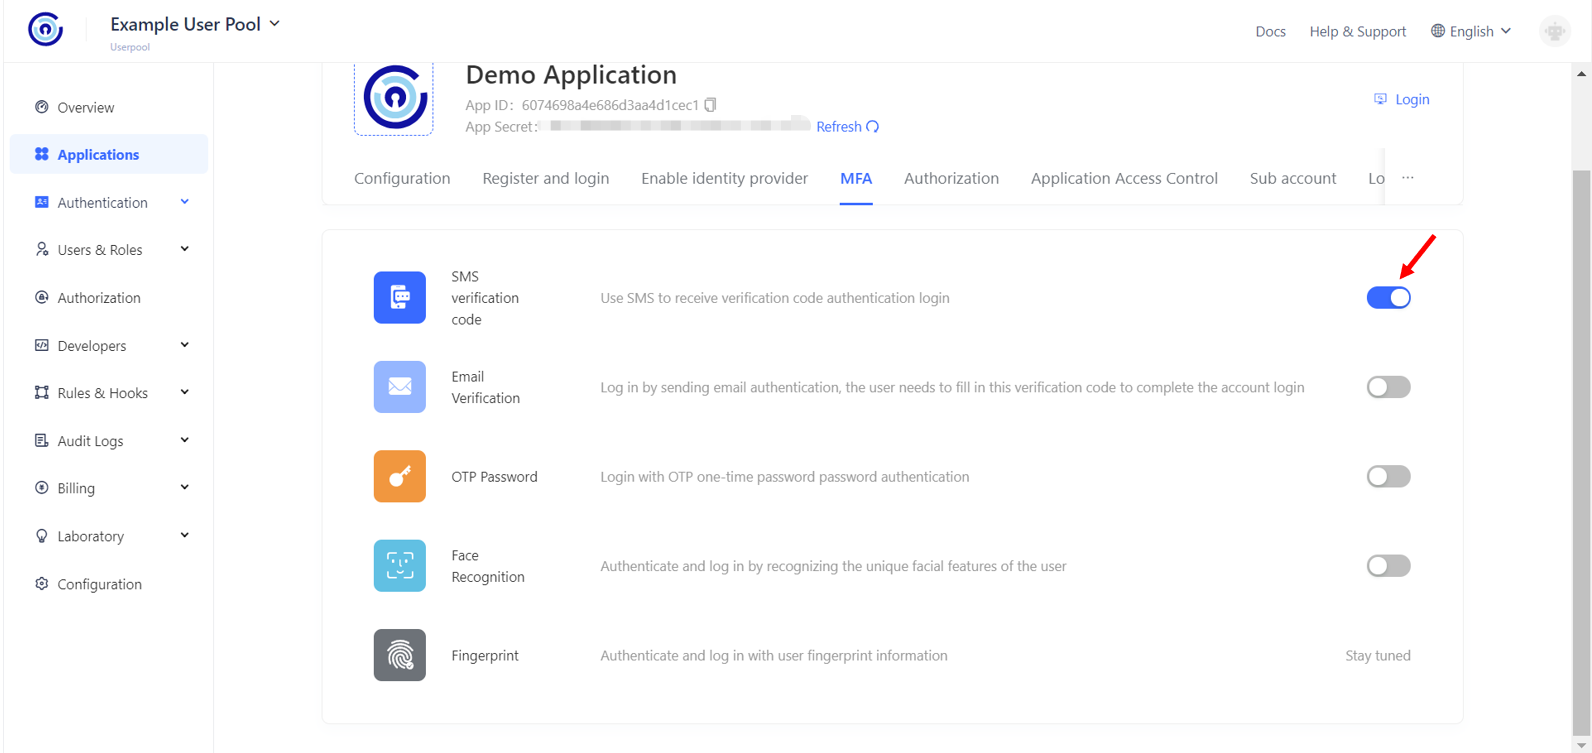 Example User Pool
Userpool
Docs
Help & Support
English
Overview
Applications
Authentication
Users & Roles
Authorization
Developers
Rules & Hooks
Audit Logs
Billing
Laboratory
Configuration
Demo Application
App ID: 6074698a4e686d3aa4d1cec1
App Secret:
Refresh
Login
Configuration
Register and login
Enable identity provider
MFA
Authorization
Application Access Control
Sub account
Lo ...
SMS
verification
code
Use SMS to receive verification code authentication login
Email
Verification
Log in by sending email authentication, the user needs to fill in this verification code to complete the account login
OTP Password
Login with OTP one-time password password authentication
Face
Recognition
Authenticate and log in by recognizing the unique facial features of the user
Fingerprint
Authenticate and log in with user fingerprint information
Stay tuned